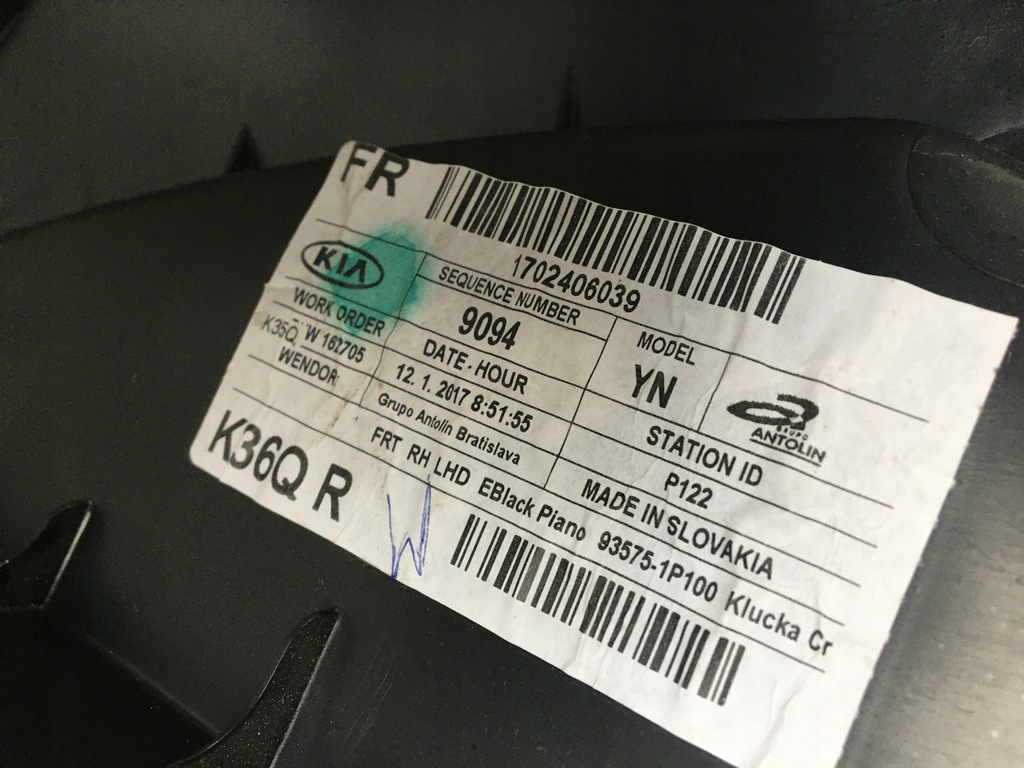 FR
1702406039
KIA
SEQUENCE NUMBER
9094
MODEL
YN
GRUPO
ANTOLIN
WORK ORDER
K35Q W 162705
DATE - HOUR
12. 1. 2017 8:51:55
STATION ID
P122
WENDOR
Grupo Antolin Bratislava
MADE IN SLOVAKIA
K36Q R
FRT RH LHD EBlack Piano 93575-1P100 Klucka Cr
W